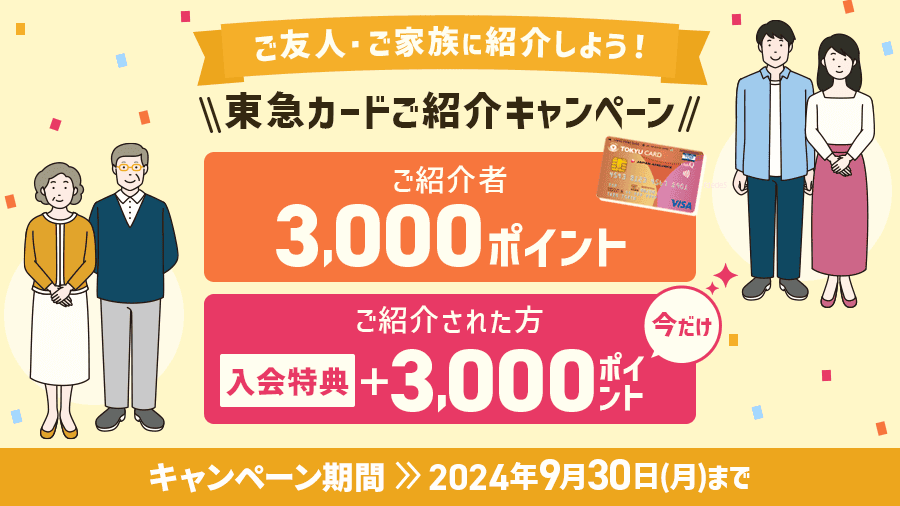 ご友人・ご家族に紹介しよう！
東急カードご紹介キャンペーン
TOKYU CARD
VISA
ご紹介者
3,000ポイント
ご紹介された方
今だけ
入会特典+3,000ポイント
キャンペーン期間 >> 2024年9月30日(月)まで